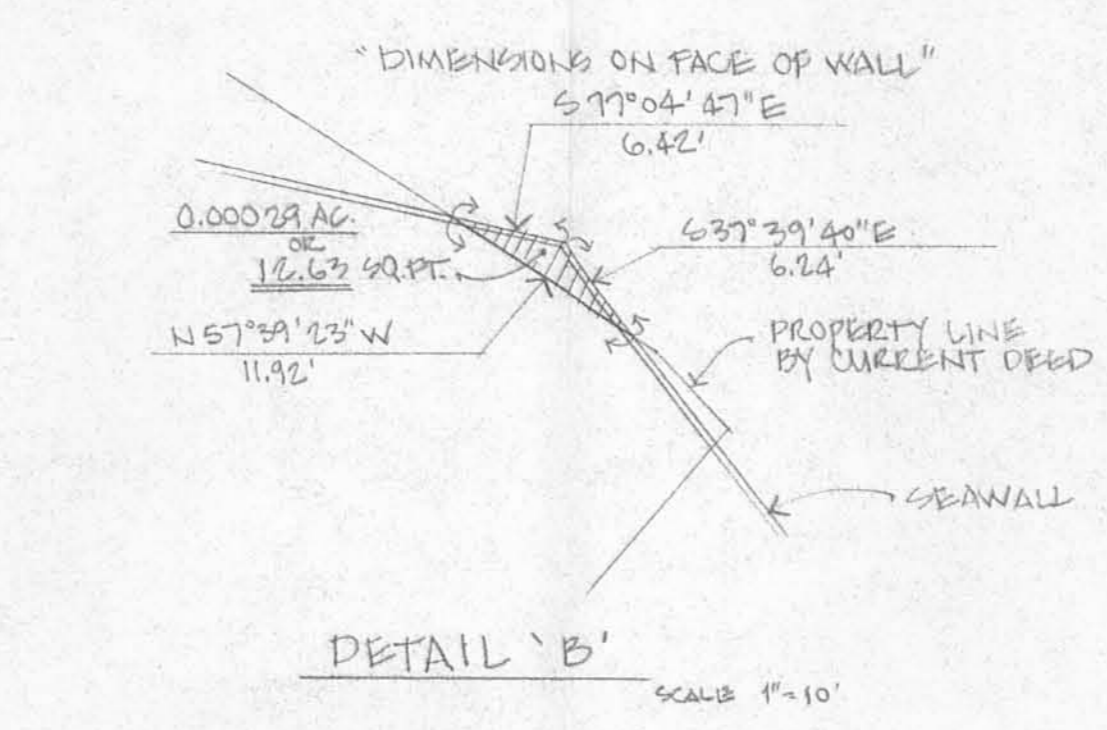 "DIMENSIONS ON FACE OF WALL"
S 77°04'47"E
6.42'
0.00029 AC.
OR
12.63 SQ.FT.
S37°39'40"E
6.24'
N 57°39'23" W
11.92'
PROPERTY LINE
BY CURRENT DEED
SEAWALL
DETAIL 'B'
SCALE 1"=10'